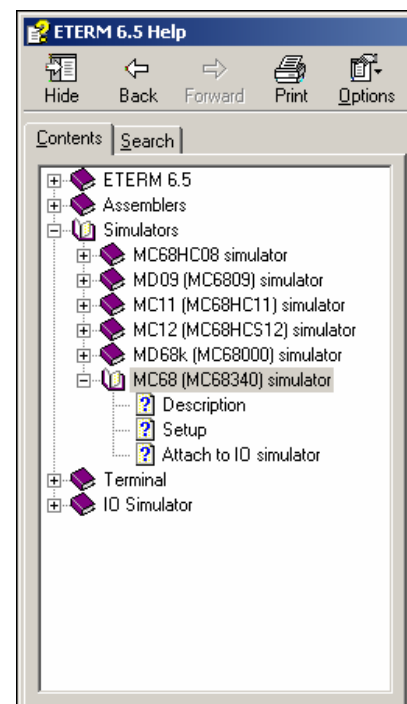 ETERM 6.5 Help
Hide Back Forward Print Options
Contents Search
ETERM 6.5
Assemblers
Simulators
MC68HC08 simulator
MD09 (MC6809) simulator
MC11 (MC68HC11) simulator
MC12 (MC68HCS12) simulator
MD68k (MC68000) simulator
MC68 (MC68340) simulator
Description
Setup
Attach to IO simulator
Terminal
IO Simulator